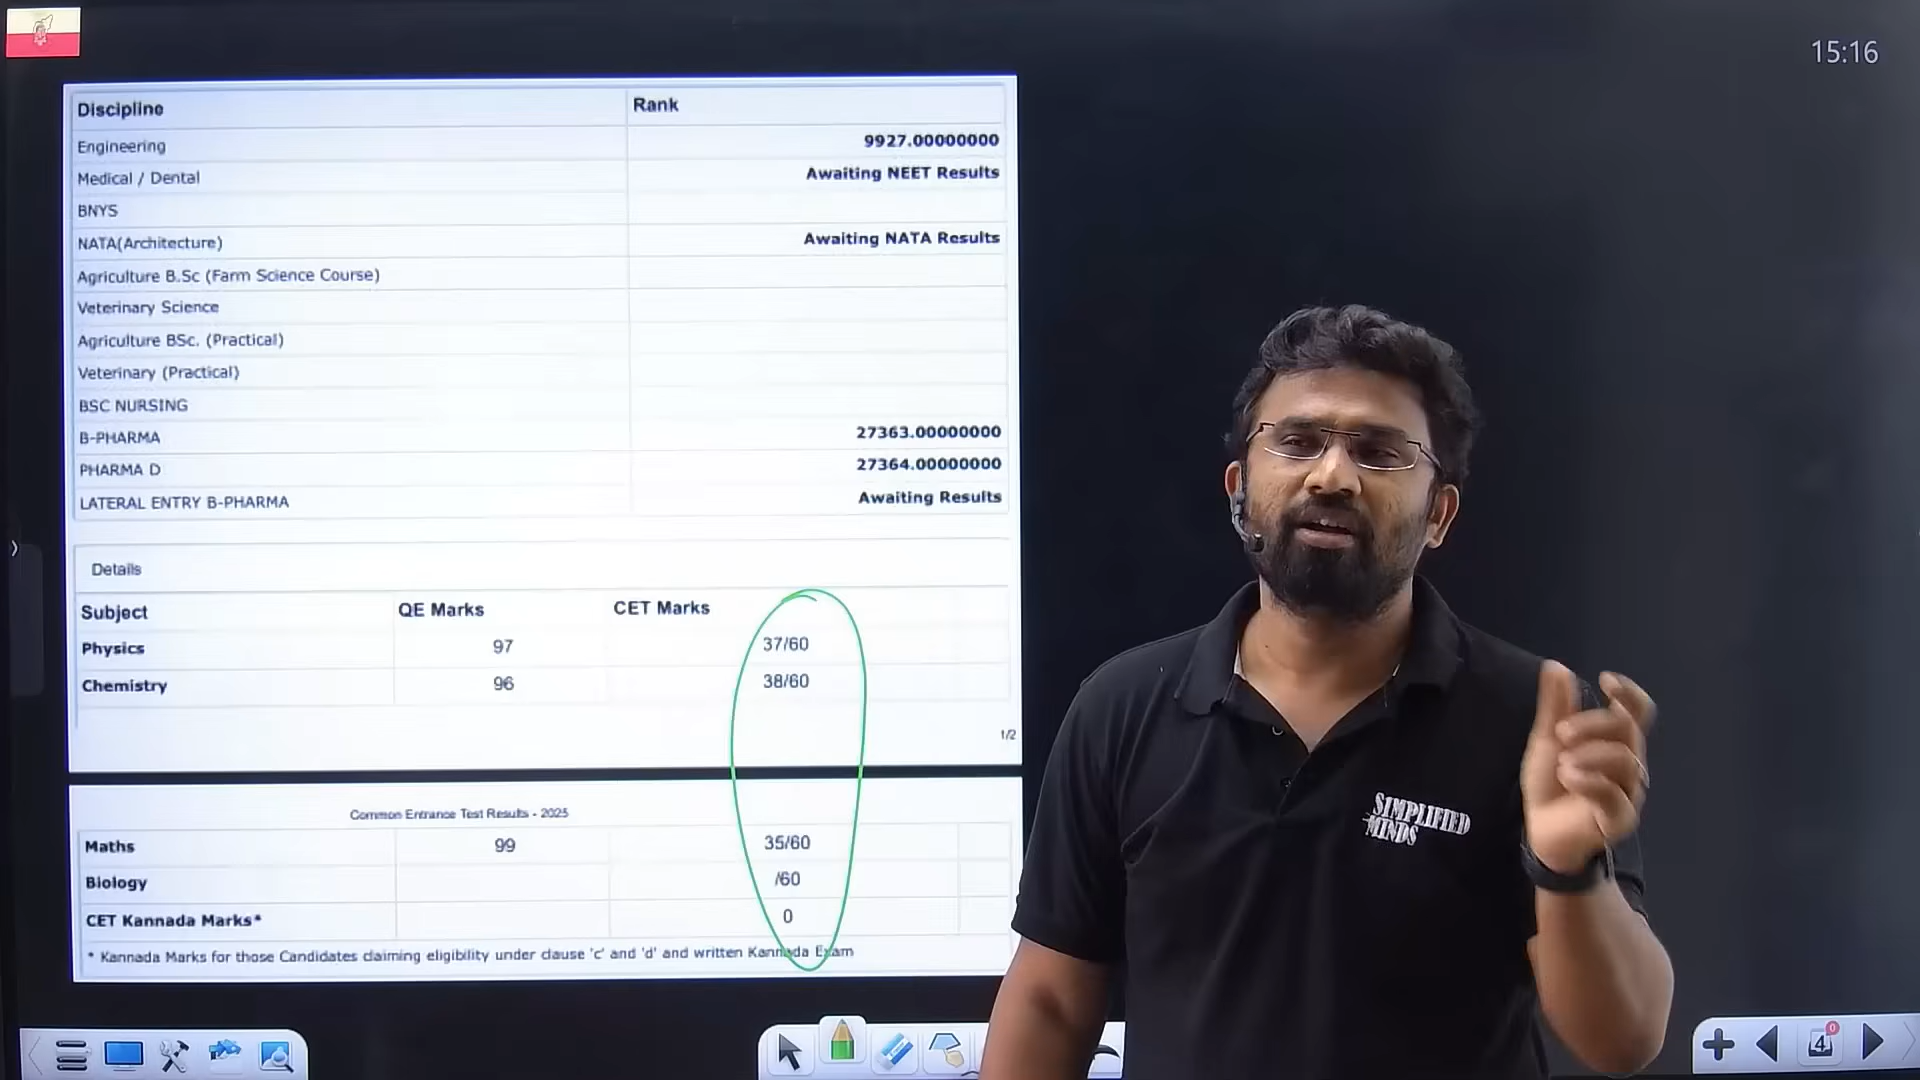 15:16
Discipline Rank
Engineering 9927.00000000
Medical / Dental Awaiting NEET Results
BNYS
NATA(Architecture) Awaiting NATA Results
Agriculture B.Sc (Farm Science Course)
Veterinary Science
Agriculture BSc. (Practical)
Veterinary (Practical)
BSC NURSING
B-PHARMA 27363.00000000
PHARMA D 27364.00000000
LATERAL ENTRY B-PHARMA Awaiting Results
Details
Subject QE Marks CET Marks
Physics 97 37/60
Chemistry 96 38/60
1/2
Common Entrance Test Results - 2025
Maths 99 35/60
Biology /60
CET Kannada Marks* 0
* Kannada Marks for those Candidates claiming eligibility under clause 'c' and 'd' and written Kannada Exam
SIMPLIFIED
MINDS
4
0